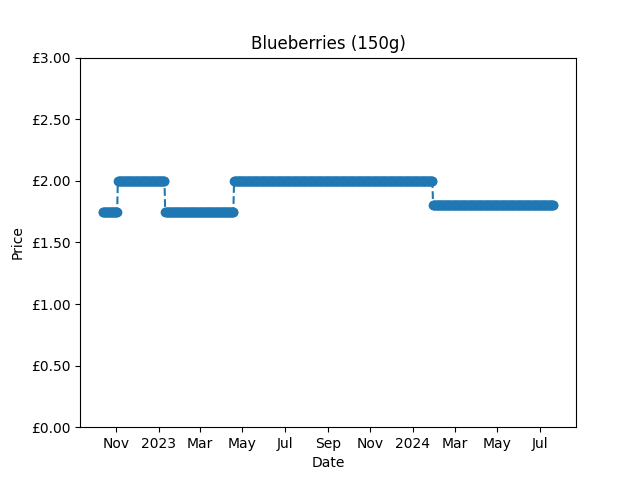 Blueberries (150g)
£3.00
£2.50
£2.00
£1.50
£1.00
£0.50
£0.00
Price
Nov 2023 Mar May Jul Sep Nov 2024 Mar May Jul
Date